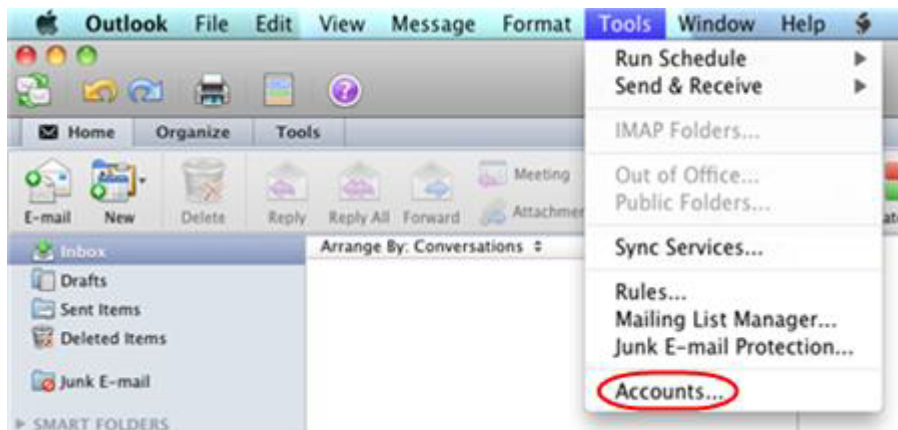 Outlook File Edit View Message Format Tools Window Help
Run Schedule
Send & Receive
IMAP Folders...
Out of Office...
Public Folders...
Sync Services...
Rules...
Mailing List Manager...
Junk E-mail Protection...
Accounts...
Home Organize Tools
Meeting
E-mail New Delete Reply Reply All Forward
Inbox
Arrange By: Conversations
Drafts
Sent Items
Deleted Items
Junk E-mail
SMART FOLDERS